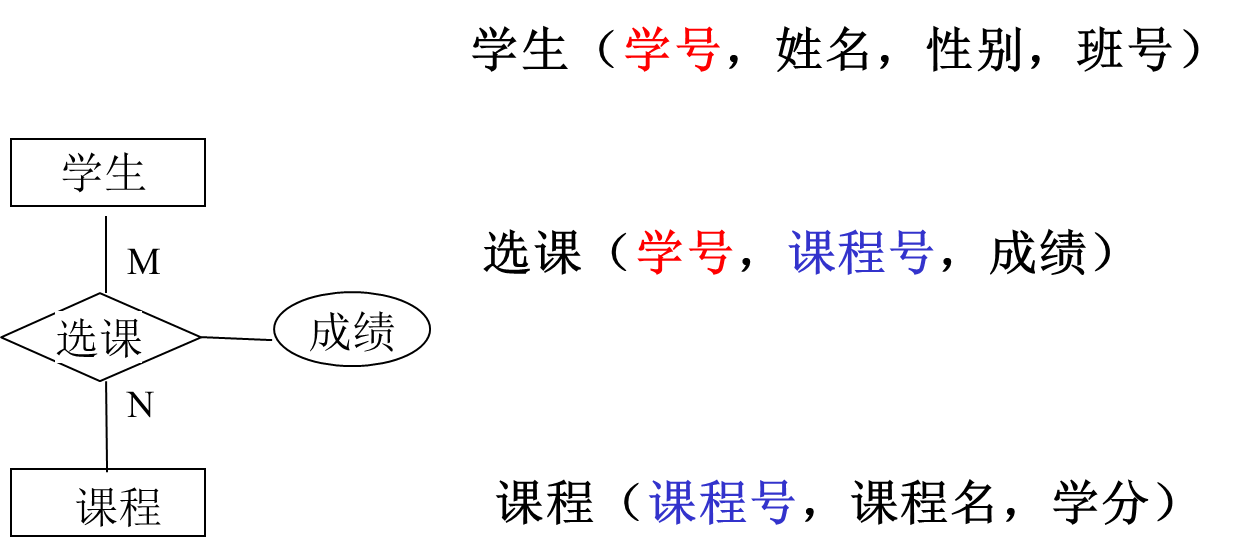 学生（学号，姓名，性别，班号）
学生
M
选课（学号，课程号，成绩）
选课
成绩
N
课程
课程（课程号，课程名，学分）